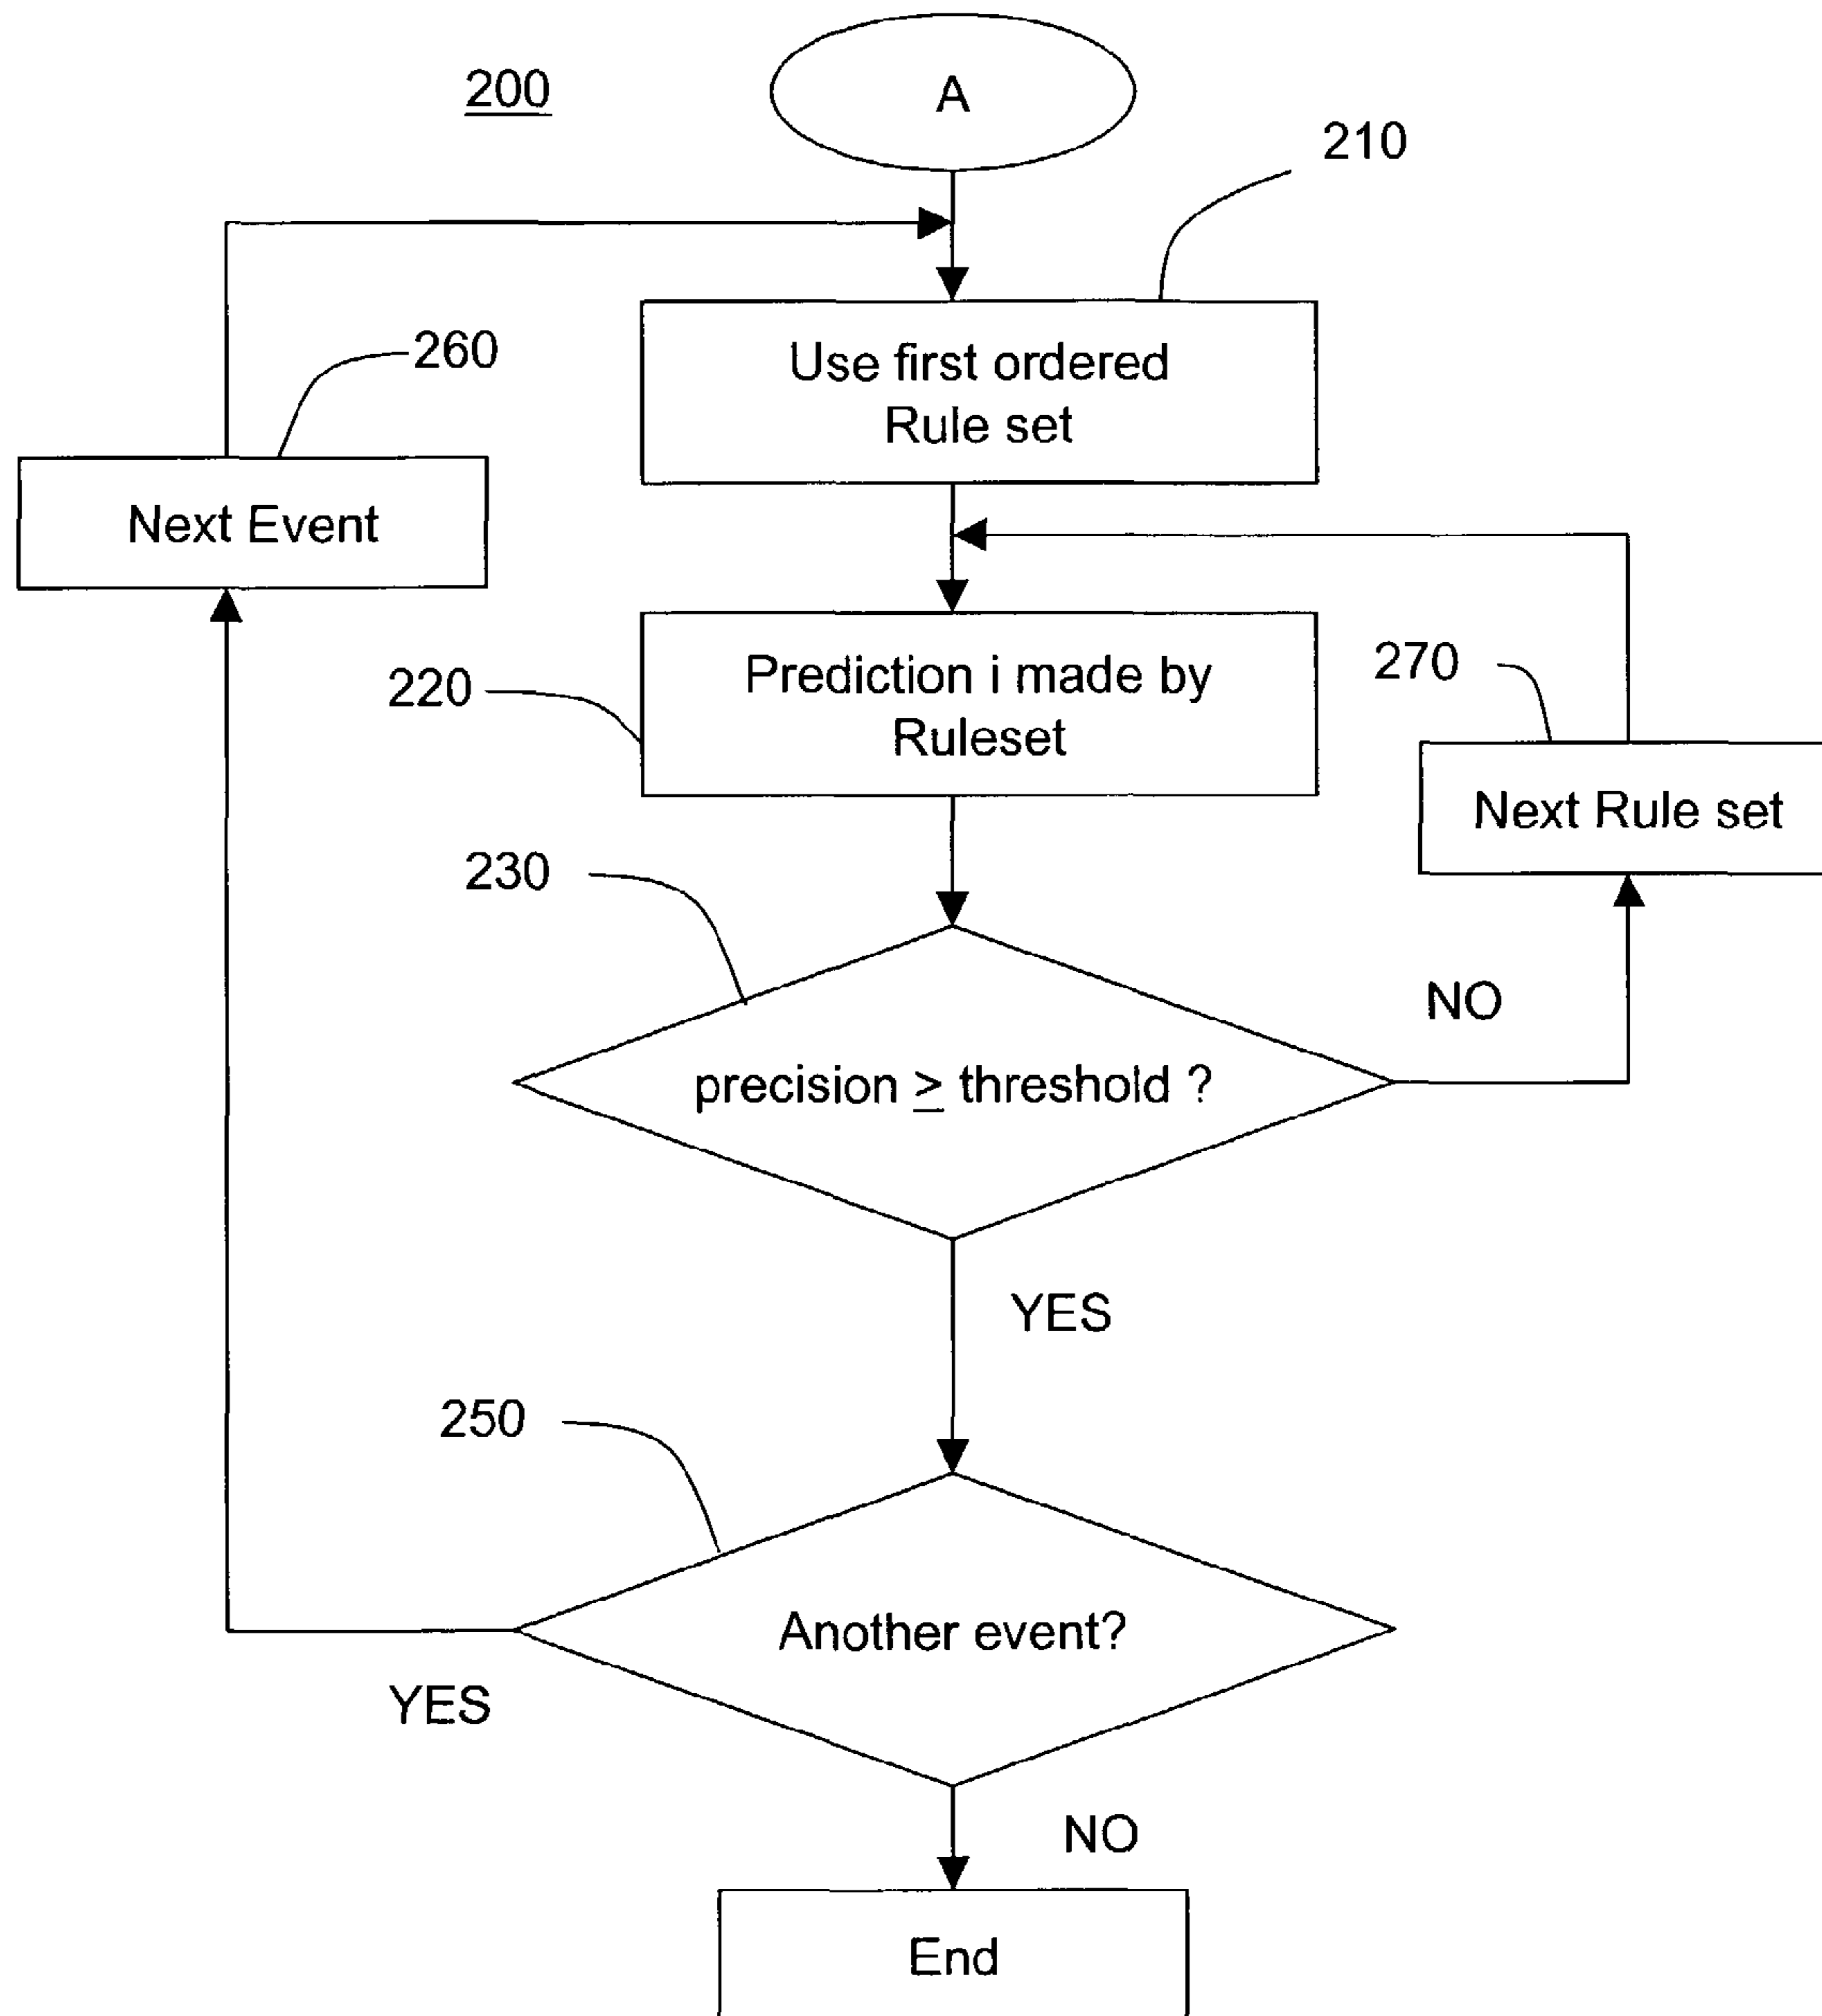 200
A
210
Use first ordered
Rule set
260
Next Event
220
Prediction i made by
Ruleset
270
Next Rule set
230
precision ≥ threshold ?
NO
YES
250
Another event?
YES
NO
End